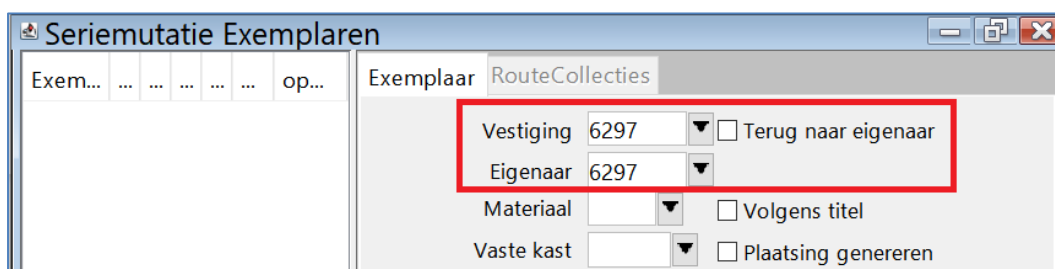 Seriemutatie Exemplaren
Exem... ... ... ... ... ... op...
Exemplaar RouteCollecties
Vestiging 6297 Terug naar eigenaar
Eigenaar 6297
Materiaal Volgens titel
Vaste kast Plaatsing genereren